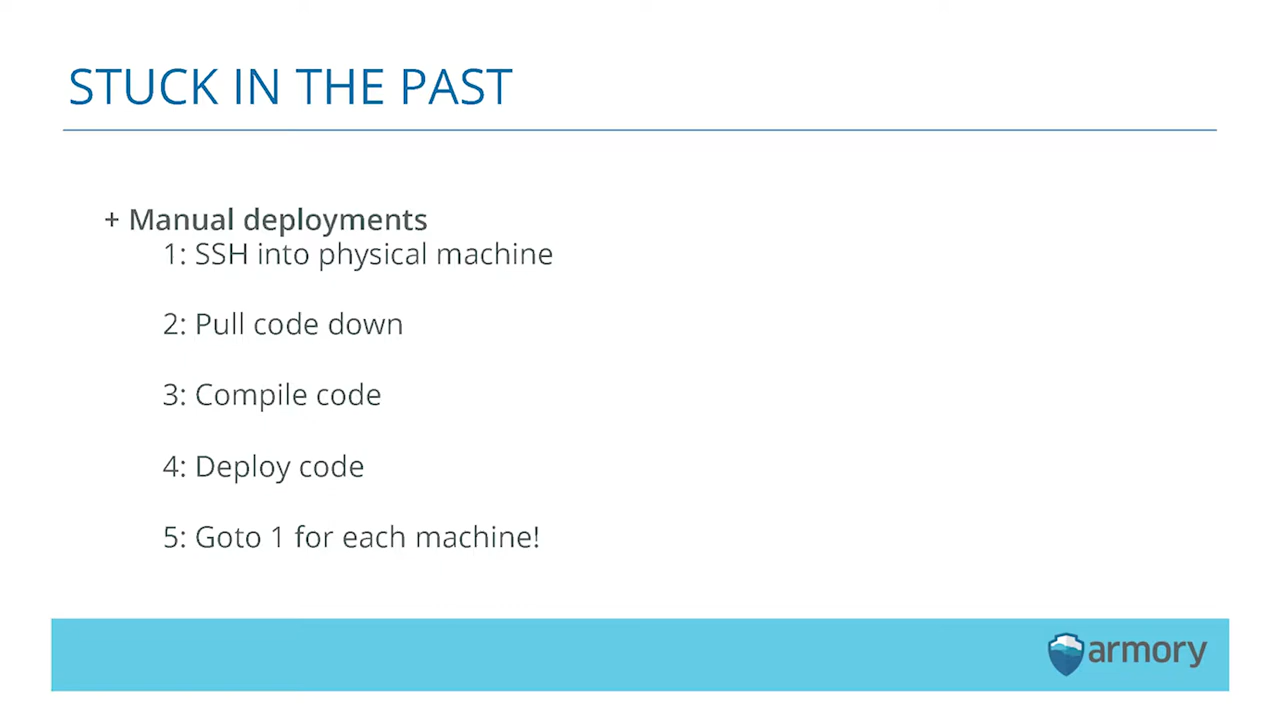 STUCK IN THE PAST
+ Manual deployments
1: SSH into physical machine
2: Pull code down
3: Compile code
4: Deploy code
5: Goto 1 for each machine!
armory